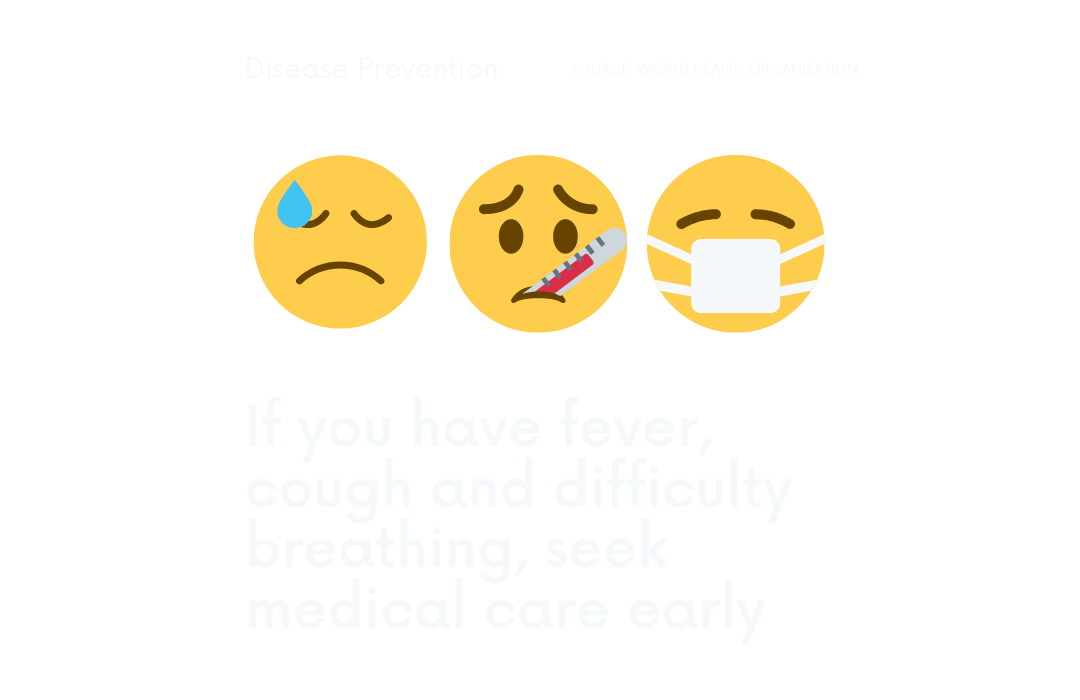 Disease Prevention
SOURCE: WORLD HEALTH ORGANIZATION
If you have fever,
cough and difficulty
breathing, seek
medical care early